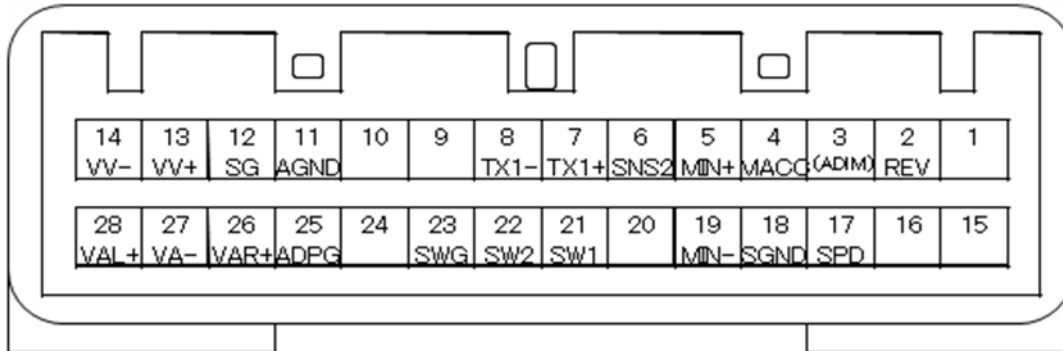 14 13 12 11 10 9 8 7 6 5 4 3 2 1
VV- VV+ SG AGND TX1- TX1+ SNS2 MIN+ MACC (ADIM) REV
28 27 26 25 24 23 22 21 20 19 18 17 16 15
VAL+ VA- VAR+ ADPG SWG SW2 SW1 MIN- SGND SPD